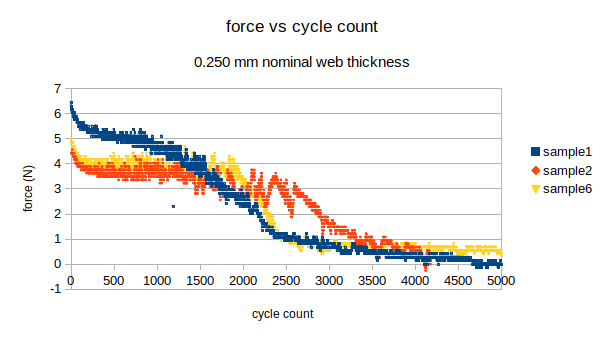 force vs cycle count
0.250 mm nominal web thickness
7
6
5
4
3
2
1
0
-1
force (N)
0 500 1000 1500 2000 2500 3000 3500 4000 4500 5000
cycle count
sample1
sample2
sample6